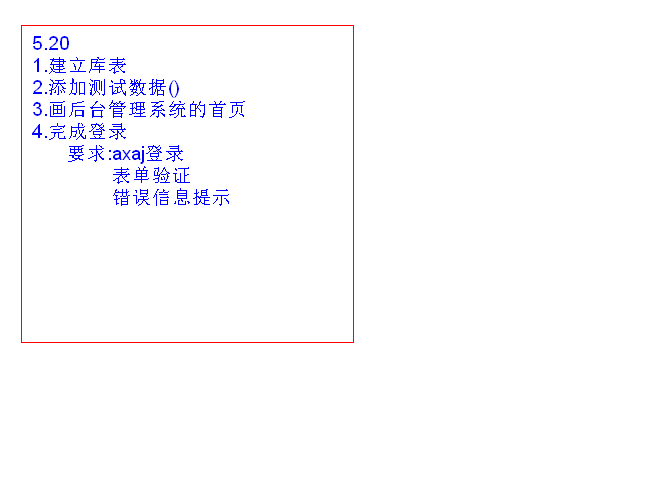 5.20
1.建立库表
2.添加测试数据()
3.画后台管理系统的首页
4.完成登录
要求:axaj登录
表单验证
错误信息提示